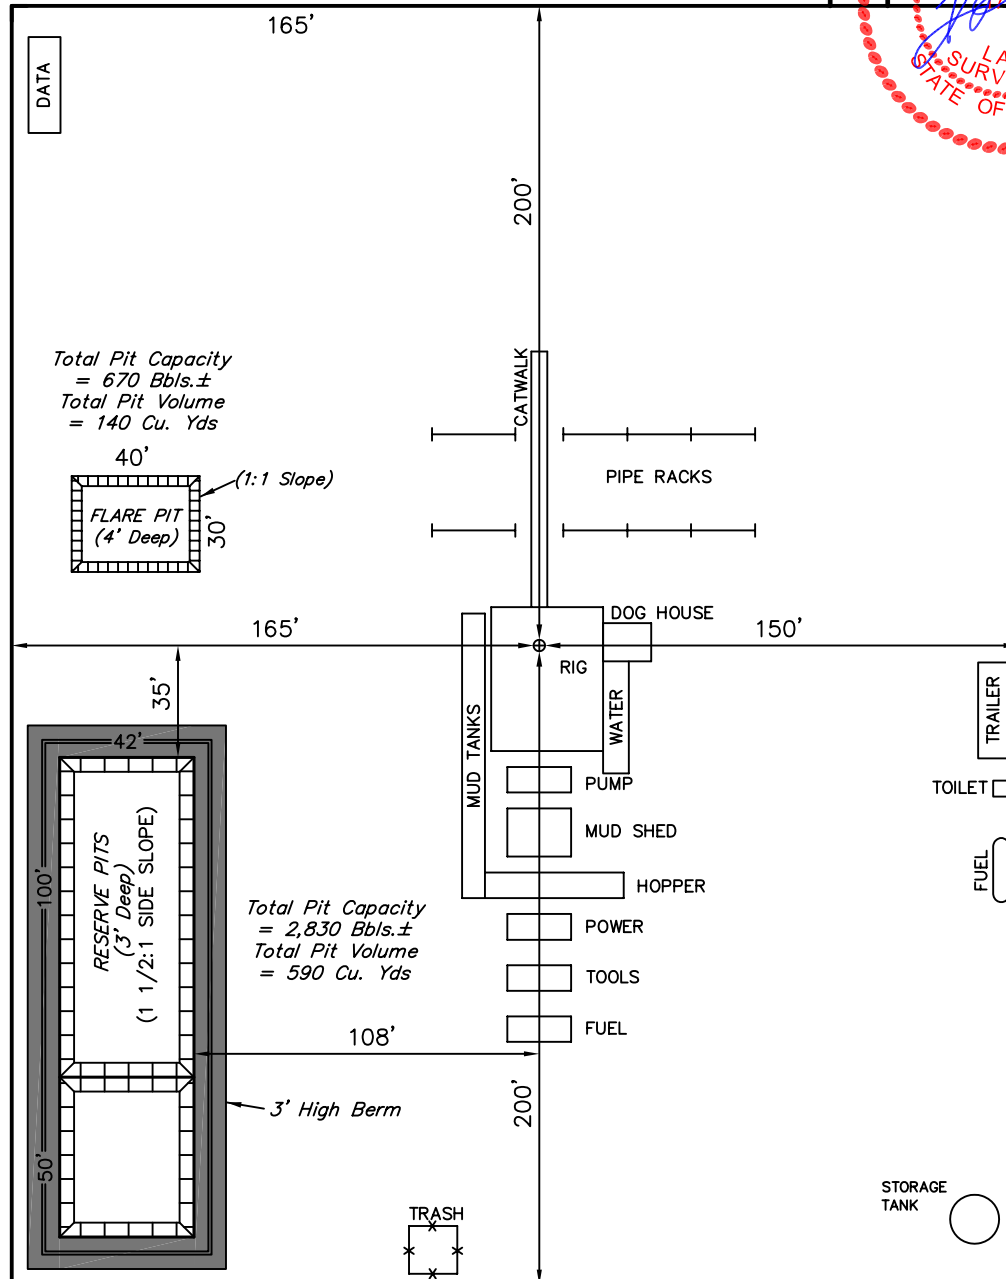 165'
DATA
LA
SURV
STATE OF
200'
Total Pit Capacity
= 670 Bbls.±
Total Pit Volume
= 140 Cu. Yds
40'
(1:1 Slope)
FLARE PIT
(4' Deep)
30'
CATWALK
PIPE RACKS
DOG HOUSE
165'
150'
RIG
35'
MUD TANKS
WATER
TRAILER
42'
PUMP
TOILET
MUD SHED
FUEL
RESERVE PITS
(3' Deep)
(1 1/2:1 SIDE SLOPE)
100'
HOPPER
Total Pit Capacity
= 2,830 Bbls.±
Total Pit Volume
= 590 Cu. Yds
POWER
TOOLS
FUEL
108'
200'
3' High Berm
50'
STORAGE
TANK
TRASH